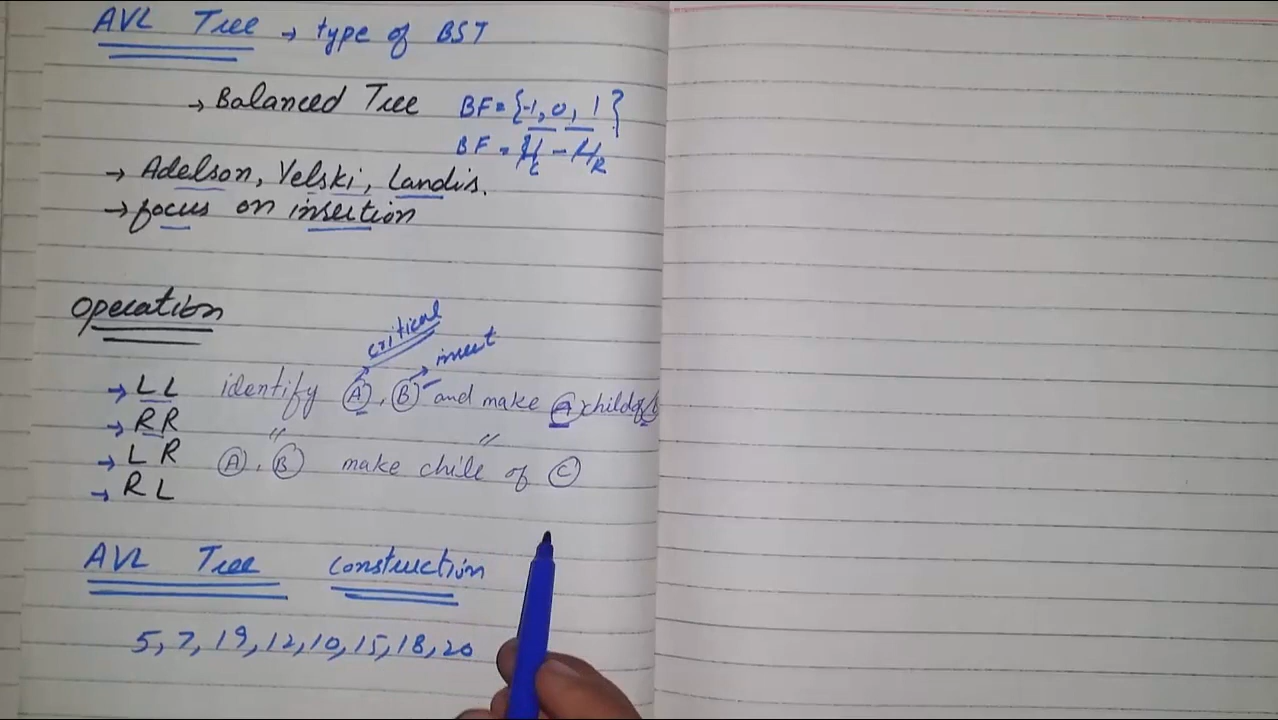 AVL Tree → type of BST
→ Balanced Tree BF = {-1, 0, 1}
BF = HL - HR
→ Adelson, Velski, Landis.
→ focus on insertion
Operation
critical
insert
→ LL identify (A), (B) and make (A) child of (B)
→ RR " "
→ LR (A), (B) make chile of (C)
→ RL
AVL Tree construction
5, 7, 19, 12, 10, 15, 18, 20